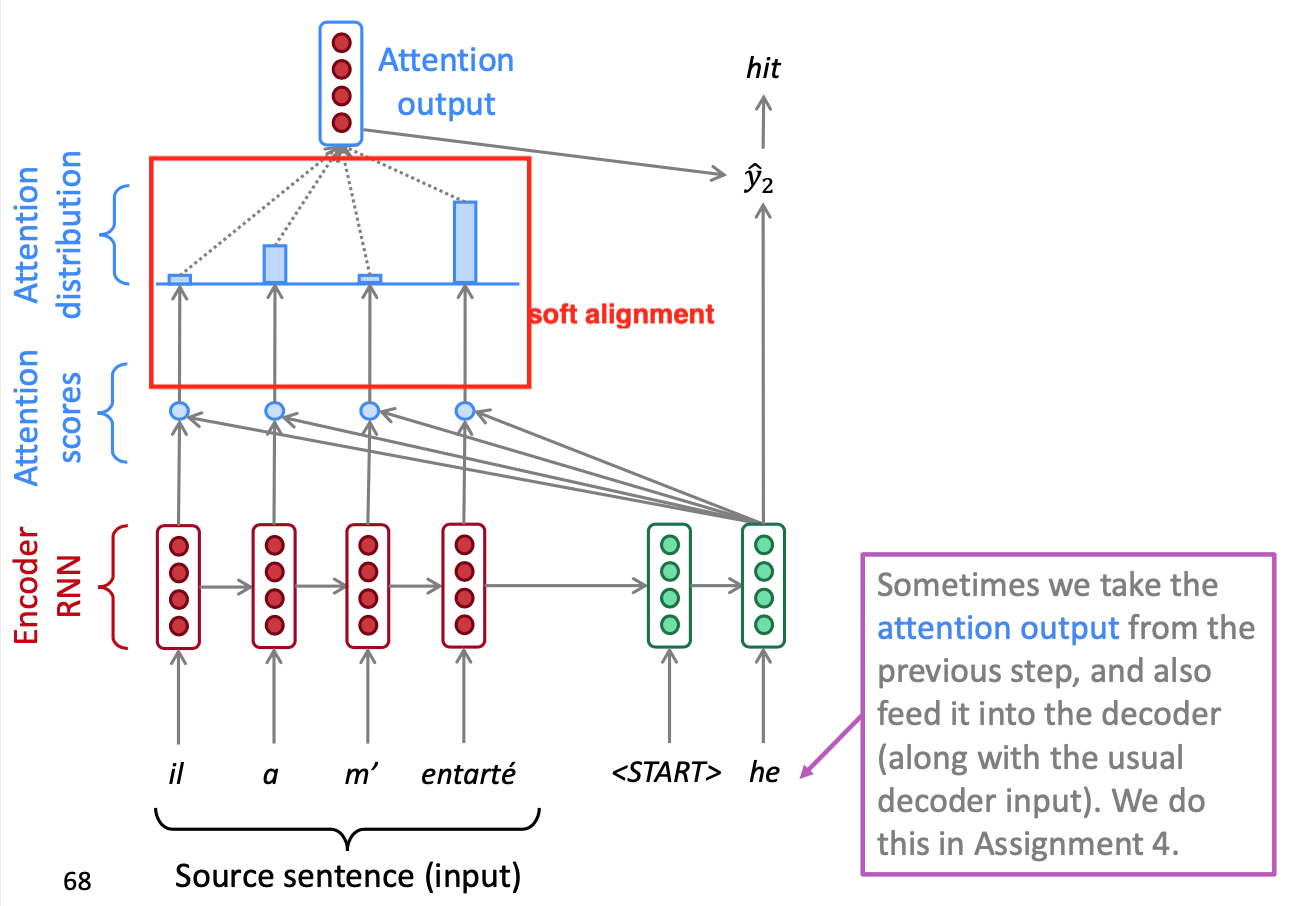 Attention
output
hit
Attention
distribution
ŷ₂
soft alignment
Attention
scores
Encoder
RNN
Sometimes we take the
attention output from the
previous step, and also
feed it into the decoder
(along with the usual
decoder input). We do
this in Assignment 4.
il a m’ entarté <START> he
Source sentence (input)
68